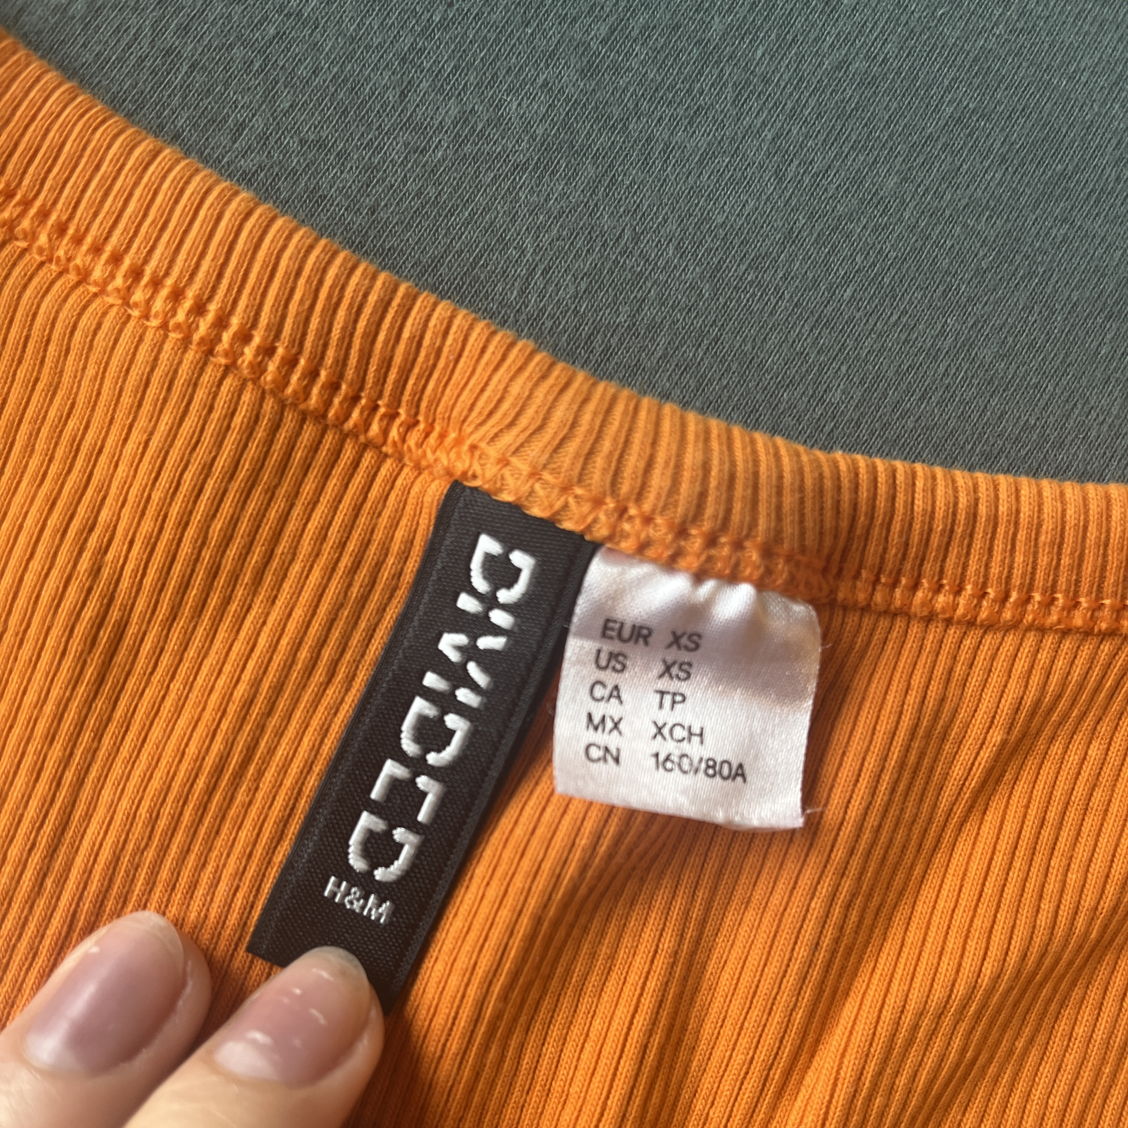 DIVIDED
H&M
EUR XS
US XS
CA TP
MX XCH
CN 160/80A